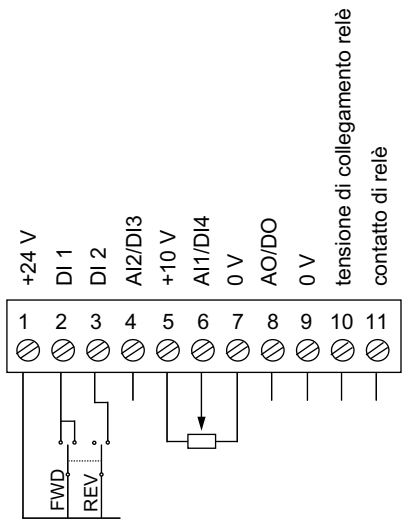 +24 V
DI 1
DI 2
AI2/DI3
+10 V
AI1/DI4
0 V
AO/DO
0 V
tensione di collegamento relè
contatto di relè
1 2 3 4 5 6 7 8 9 10 11
FWD
REV